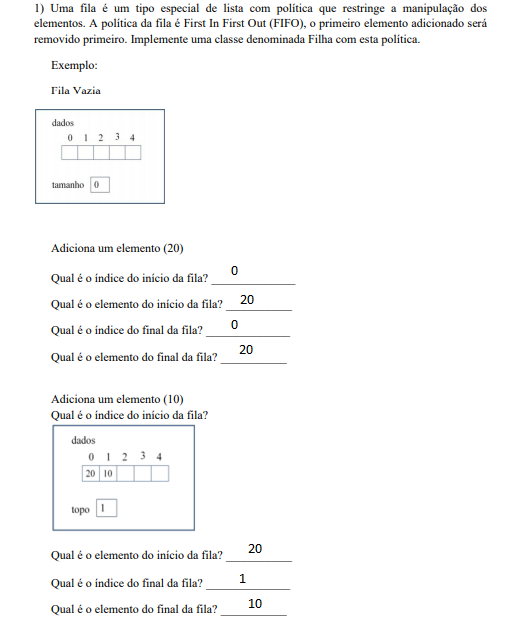 1) Uma fila é um tipo especial de lista com política que restringe a manipulação dos
elementos. A política da fila é First In First Out (FIFO), o primeiro elemento adicionado será
removido primeiro. Implemente uma classe denominada Filha com esta política.
Exemplo:
Fila Vazia
dados
0 1 2 3 4
tamanho 0
Adiciona um elemento (20)
Qual é o índice do início da fila? 0
Qual é o elemento do início da fila? 20
Qual é o índice do final da fila? 0
Qual é o elemento do final da fila? 20
Adiciona um elemento (10)
Qual é o índice do início da fila?
dados
0 1 2 3 4
20 10
topo 1
Qual é o elemento do início da fila? 20
Qual é o índice do final da fila? 1
Qual é o elemento do final da fila? 10